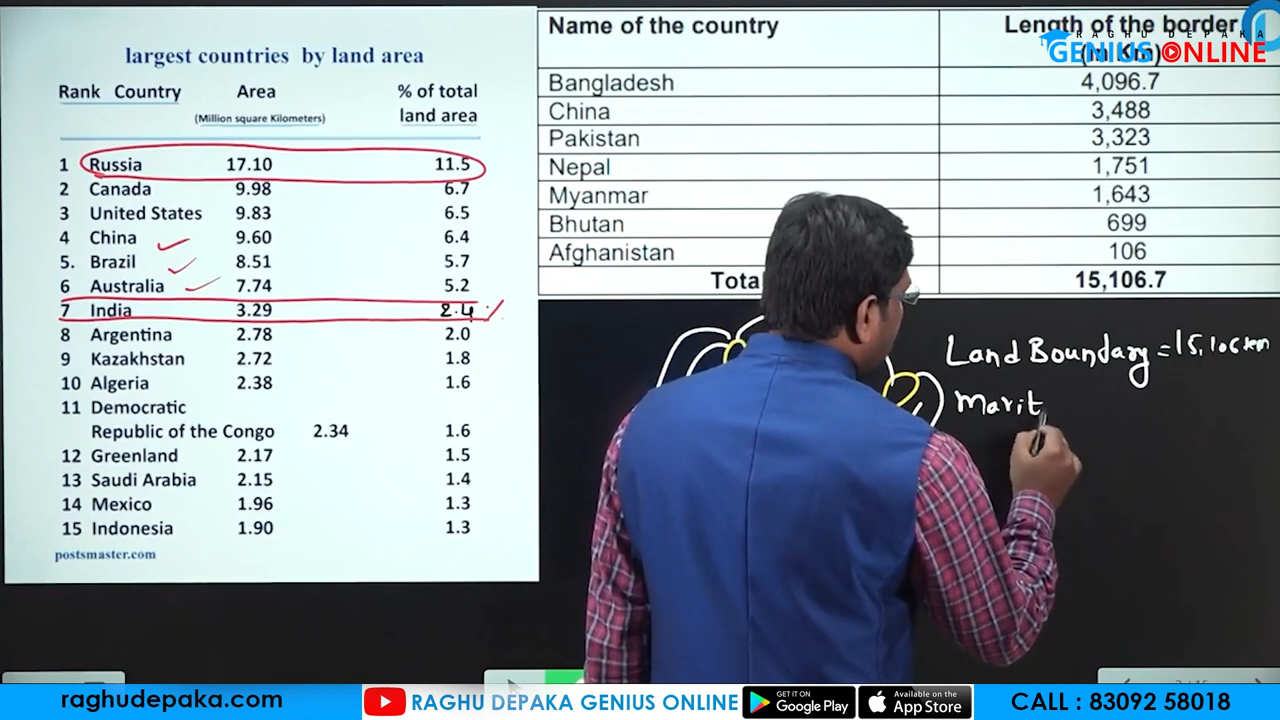 largest countries by land area
Rank Country Area % of total
(Million square Kilometers) land area
1 Russia 17.10 11.5
2 Canada 9.98 6.7
3 United States 9.83 6.5
4 China 9.60 6.4
5. Brazil 8.51 5.7
6 Australia 7.74 5.2
7 India 3.29 2.4 %
8 Argentina 2.78 2.0
9 Kazakhstan 2.72 1.8
10 Algeria 2.38 1.6
11 Democratic
Republic of the Congo 2.34 1.6
12 Greenland 2.17 1.5
13 Saudi Arabia 2.15 1.4
14 Mexico 1.96 1.3
15 Indonesia 1.90 1.3
postsmaster.com
Name of the country Length of the border
(in Km)
RAGHU DEPAKA
GENIUS ONLINE
Bangladesh 4,096.7
China 3,488
Pakistan 3,323
Nepal 1,751
Myanmar 1,643
Bhutan 699
Afghanistan 106
15,106.7
Land Boundary = 15,106 km
Marit
raghudepaka.com
RAGHU DEPAKA GENIUS ONLINE
GET IT ON
Google Play
Available on the
App Store
CALL : 83092 58018